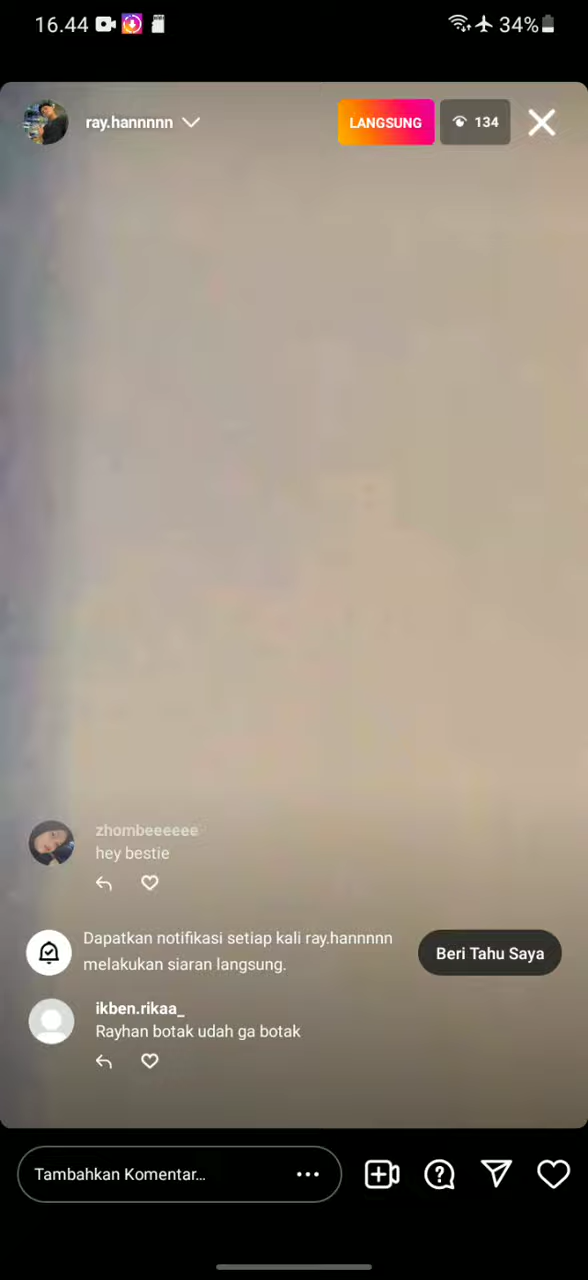 16.44
34%
ray.hannnnn
LANGSUNG
134
zhombeeeeee
hey bestie
Dapatkan notifikasi setiap kali ray.hannnnn
melakukan siaran langsung.
Beri Tahu Saya
ikben.rikaa_
Rayhan botak udah ga botak
Tambahkan Komentar...